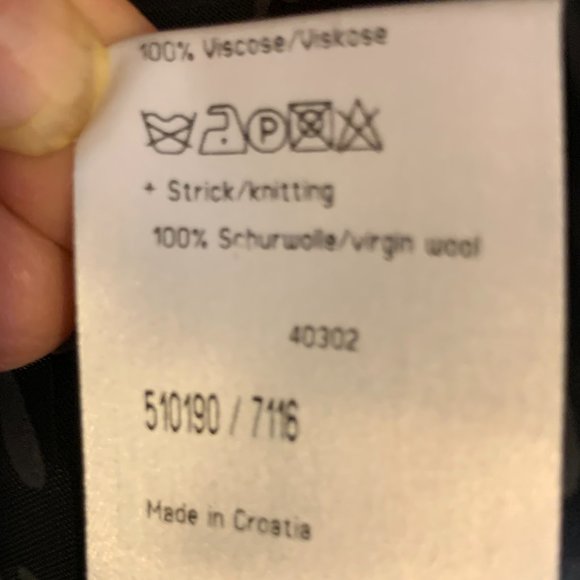 100% Viscose/Viskose
P
+ Strick/knitting
100% Schurwolle/virgin wool
40302
510190 / 7116
Made in Croatia